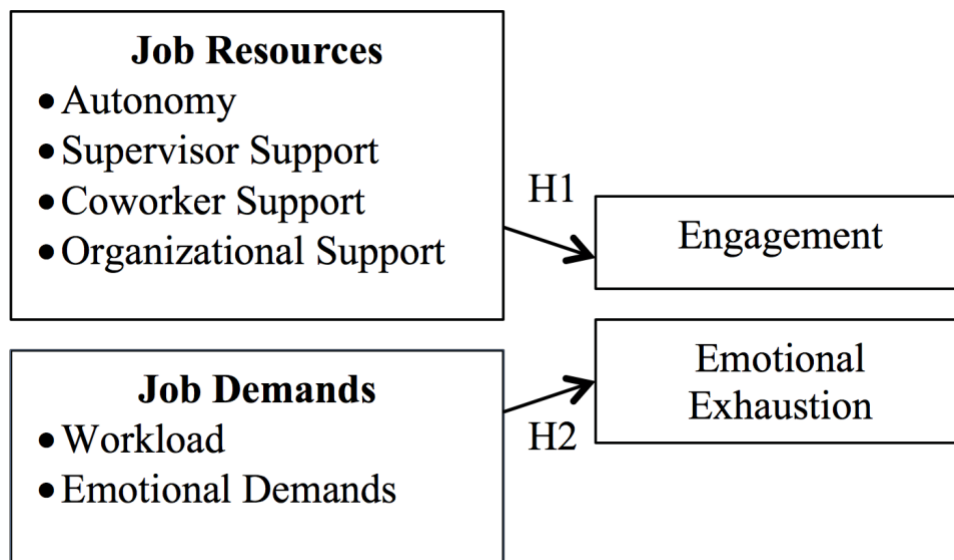 Job Resources
•Autonomy
•Supervisor Support
•Coworker Support
•Organizational Support
H1
Engagement
Emotional
Exhaustion
Job Demands
•Workload
•Emotional Demands
H2